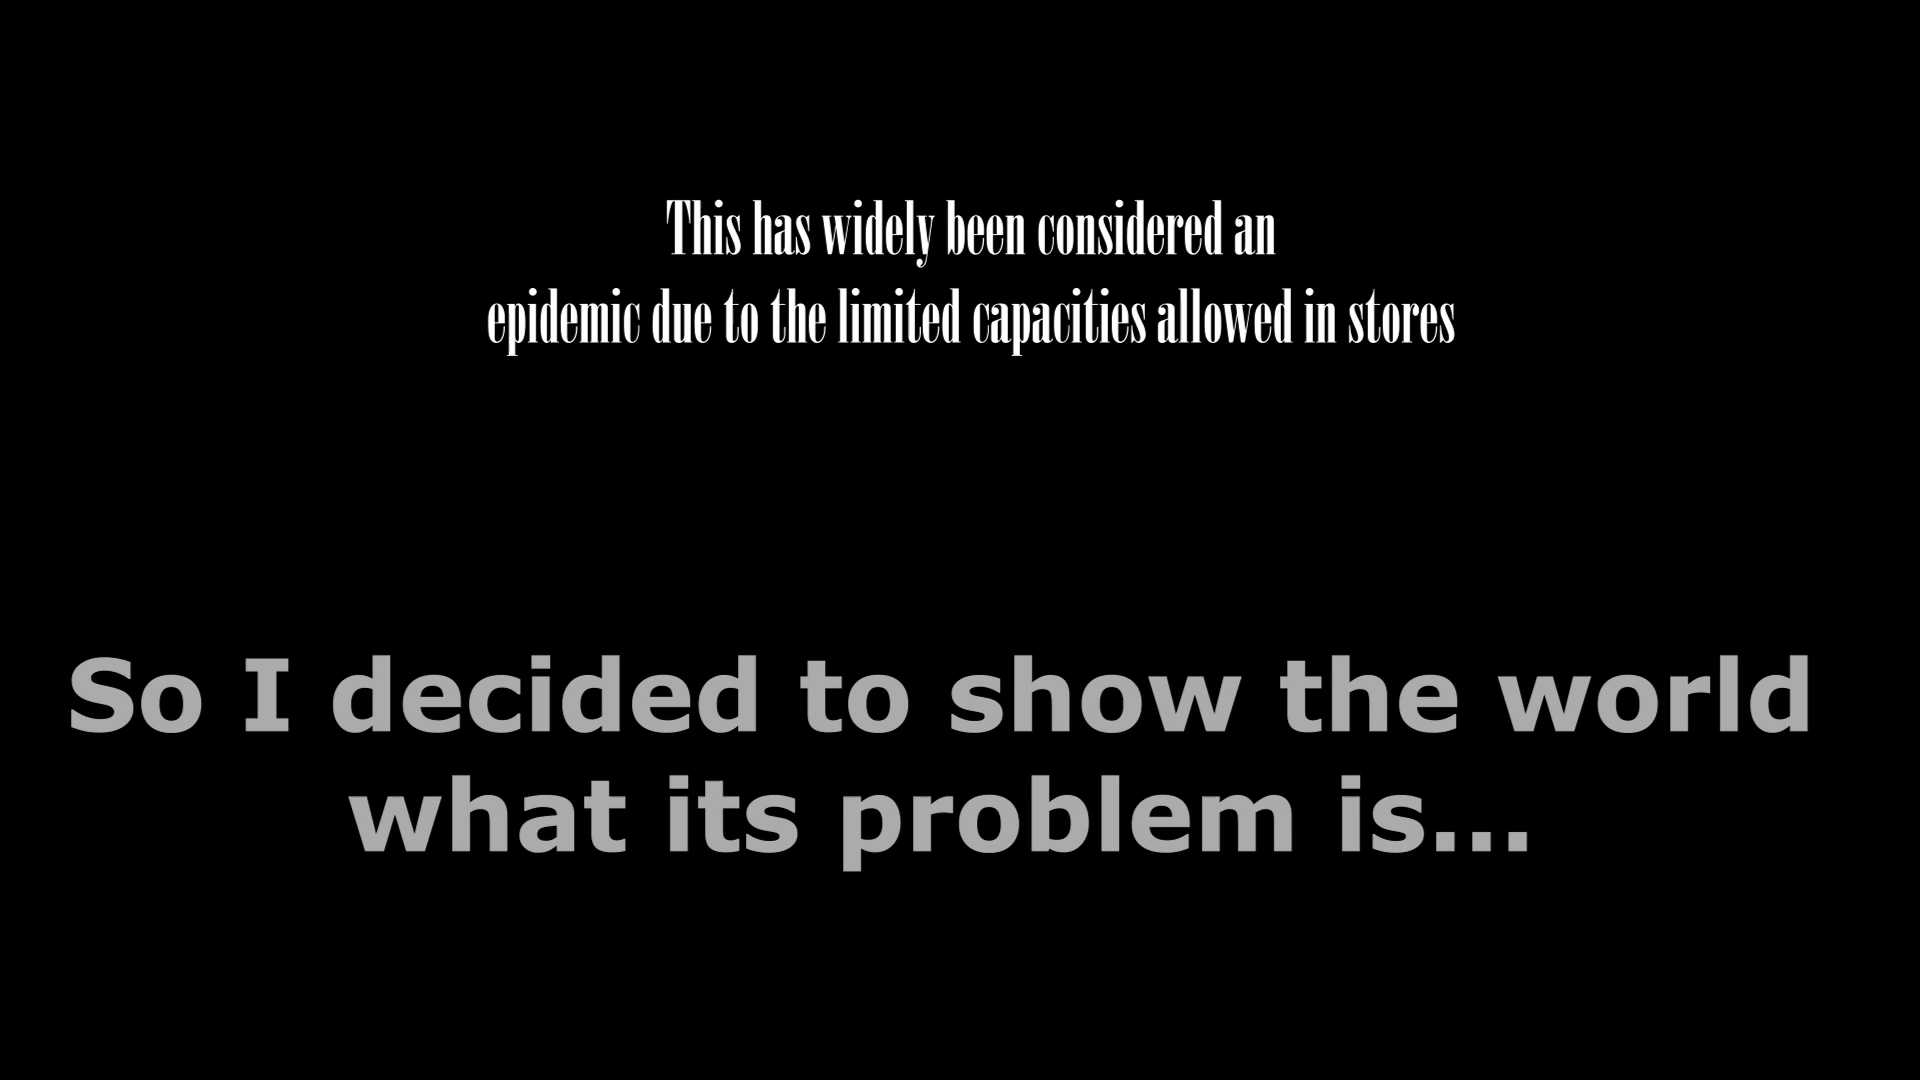 This has widely been considered an
epidemic due to the limited capacities allowed in stores
So I decided to show the world
what its problem is...